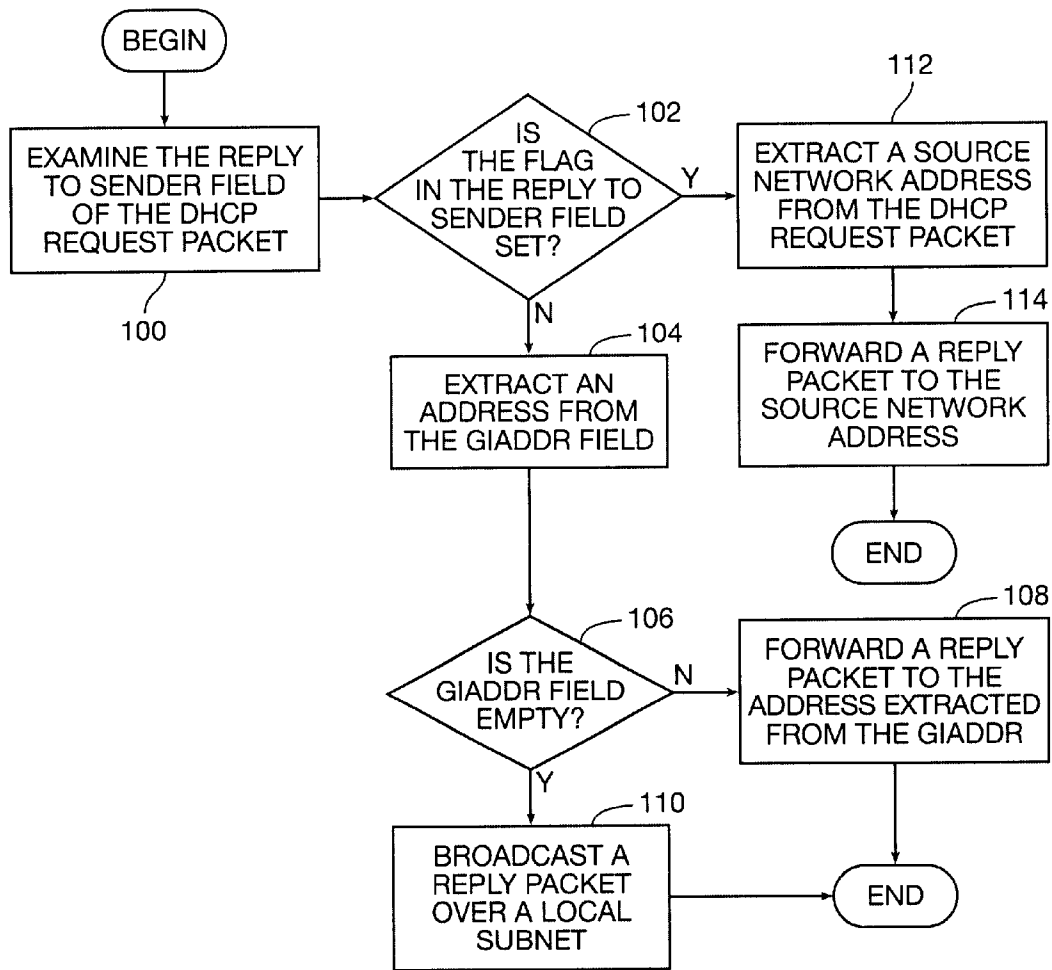 BEGIN
EXAMINE THE REPLY
TO SENDER FIELD
OF THE DHCP
REQUEST PACKET
100
102
IS
THE FLAG
IN THE REPLY TO
SENDER FIELD
SET?
Y
N
112
EXTRACT A SOURCE
NETWORK ADDRESS
FROM THE DHCP
REQUEST PACKET
114
FORWARD A REPLY
PACKET TO THE
SOURCE NETWORK
ADDRESS
END
104
EXTRACT AN
ADDRESS FROM
THE GIADDR FIELD
106
IS THE
GIADDR FIELD
EMPTY?
N
Y
108
FORWARD A REPLY
PACKET TO THE
ADDRESS EXTRACTED
FROM THE GIADDR
110
BROADCAST A
REPLY PACKET
OVER A LOCAL
SUBNET
END